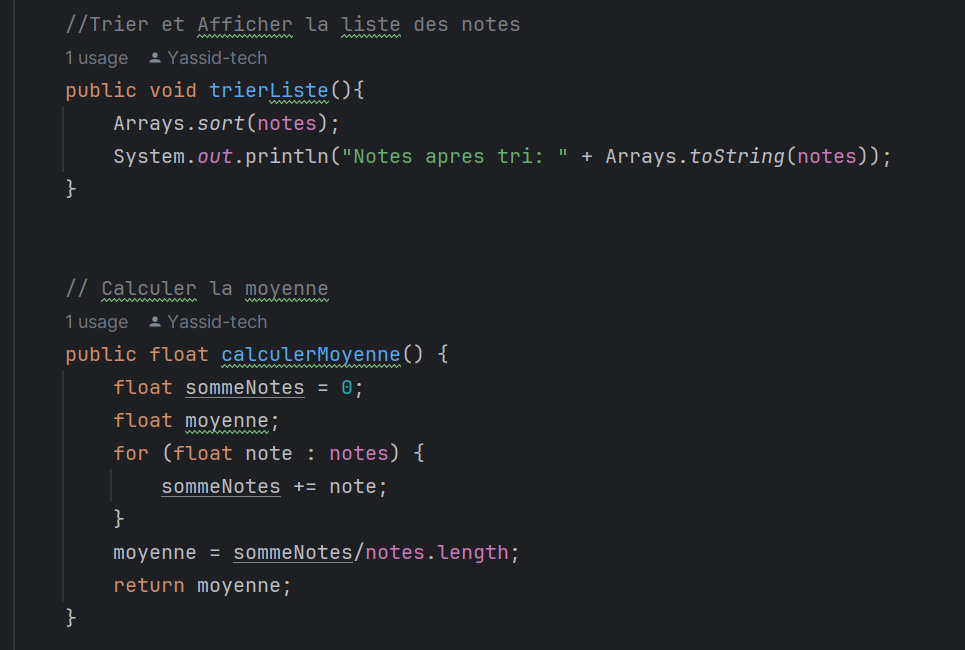 //Trier et Afficher la liste des notes
1 usage Yassid-tech
public void trierListe(){
Arrays.sort(notes);
System.out.println("Notes apres tri: " + Arrays.toString(notes));
}
// Calculer la moyenne
1 usage Yassid-tech
public float calculerMoyenne() {
float sommeNotes = 0;
float moyenne;
for (float note : notes) {
sommeNotes += note;
}
moyenne = sommeNotes/notes.length;
return moyenne;
}